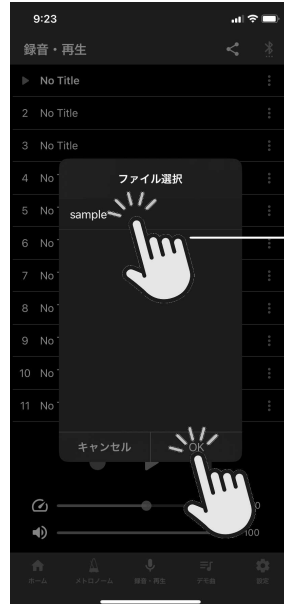 9:23
録音・再生
No Title
2 No Title
3 No Title
4 No
ファイル選択
5 No
sample
6 No
7 No
8 No
9 No
10 No
11 No
キャンセル
OK
0
100
ホーム
メトロノーム
録音・再生
デモ曲
設定